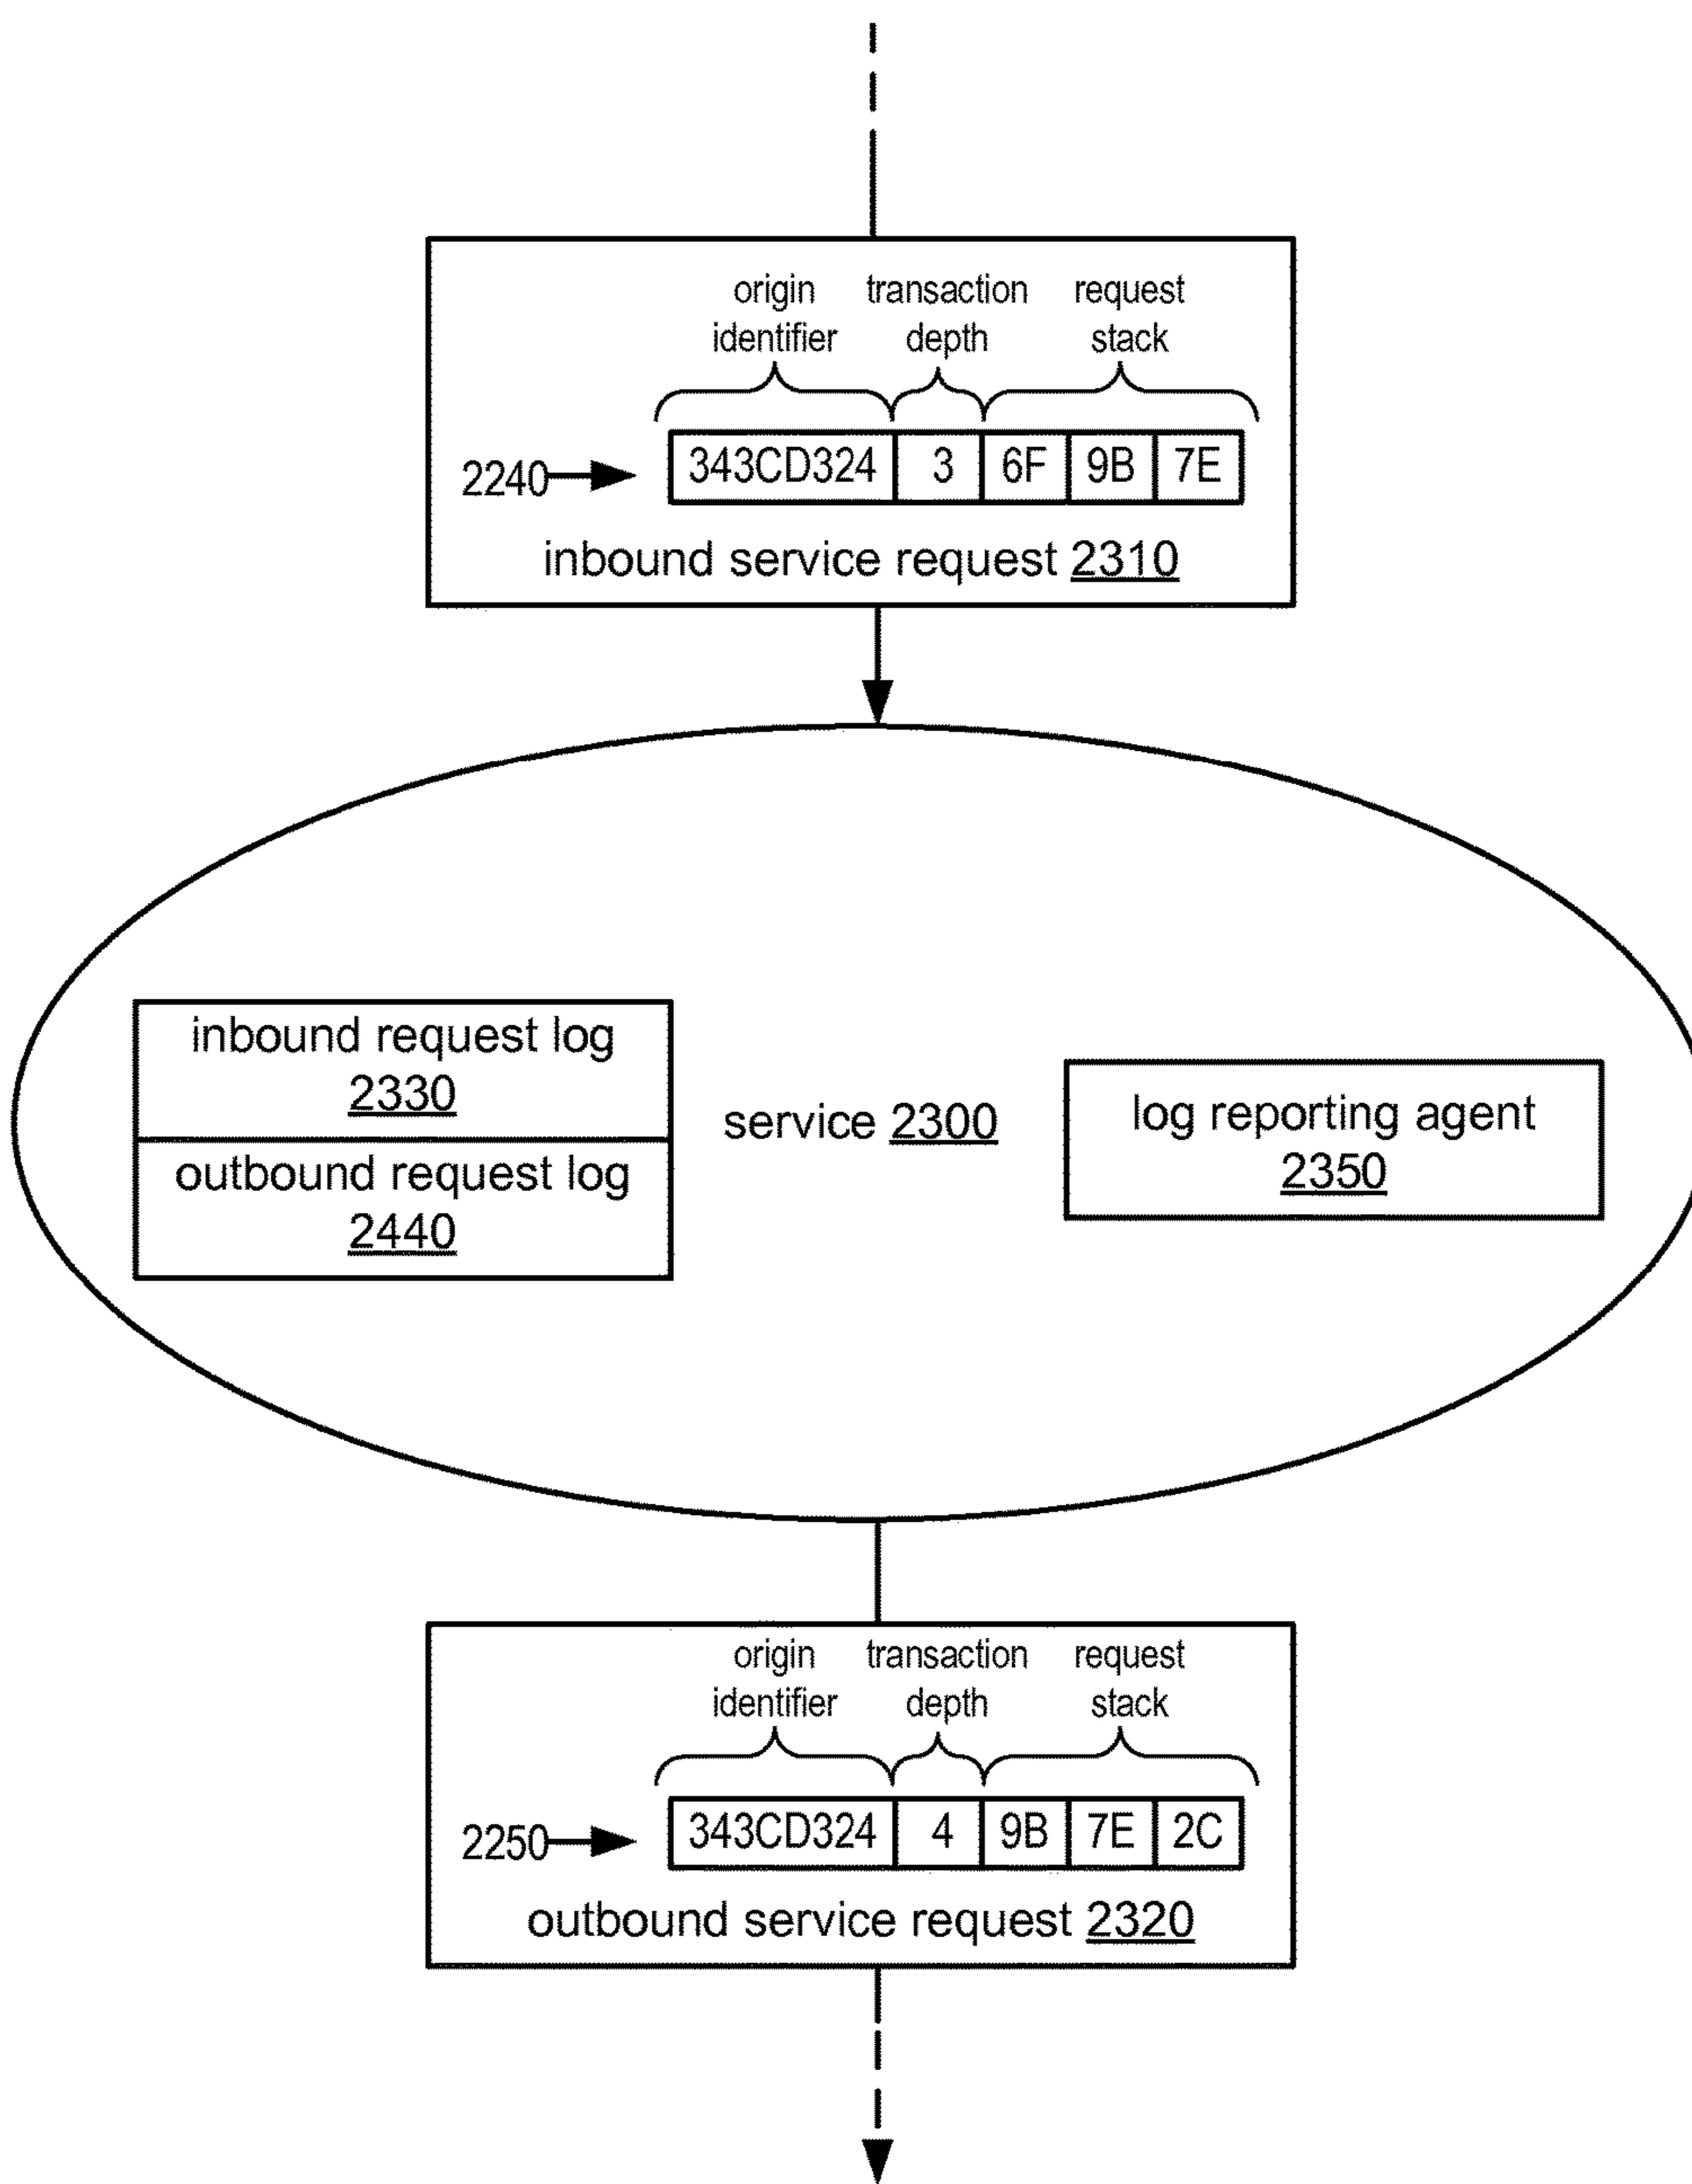 origin transaction request
identifier depth stack
2240 343CD324 3 6F 9B 7E
inbound service request 2310
inbound request log
2330
outbound request log
2440
service 2300
log reporting agent
2350
origin transaction request
identifier depth stack
2250 343CD324 4 9B 7E 2C
outbound service request 2320